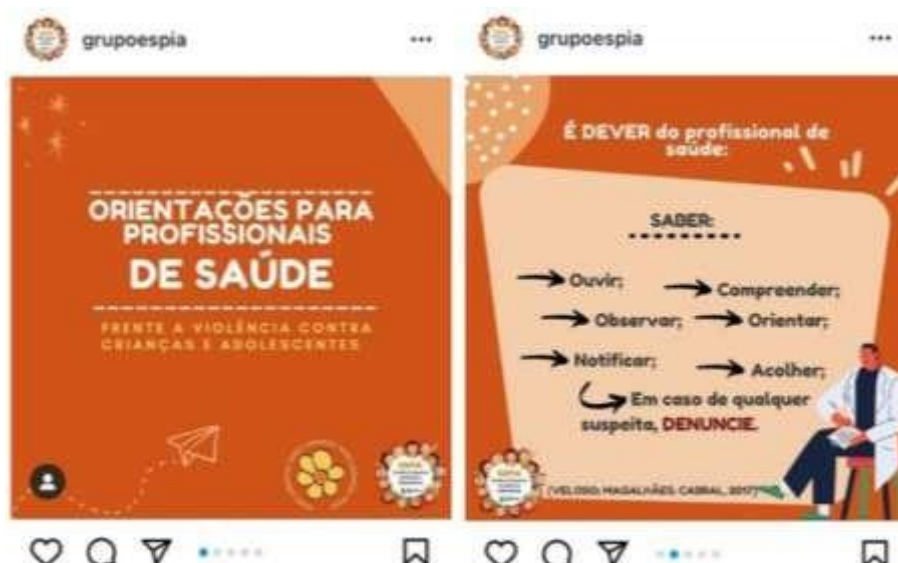 grupoespia
ORIENTAÇÕES PARA
PROFISSIONAIS
DE SAÚDE
FRENTE A VIOLÊNCIA CONTRA
CRIANÇAS E ADOLESCENTES
grupoespia
É DEVER do profissional de
saúde:
SABER:
Ouvir;
Compreender;
Observar;
Orientar;
Notificar;
Acolher;
Em caso de qualquer
suspeita, DENUNCIE.
(VELOSO; MAGALHÃES; CABRAL, 2017)